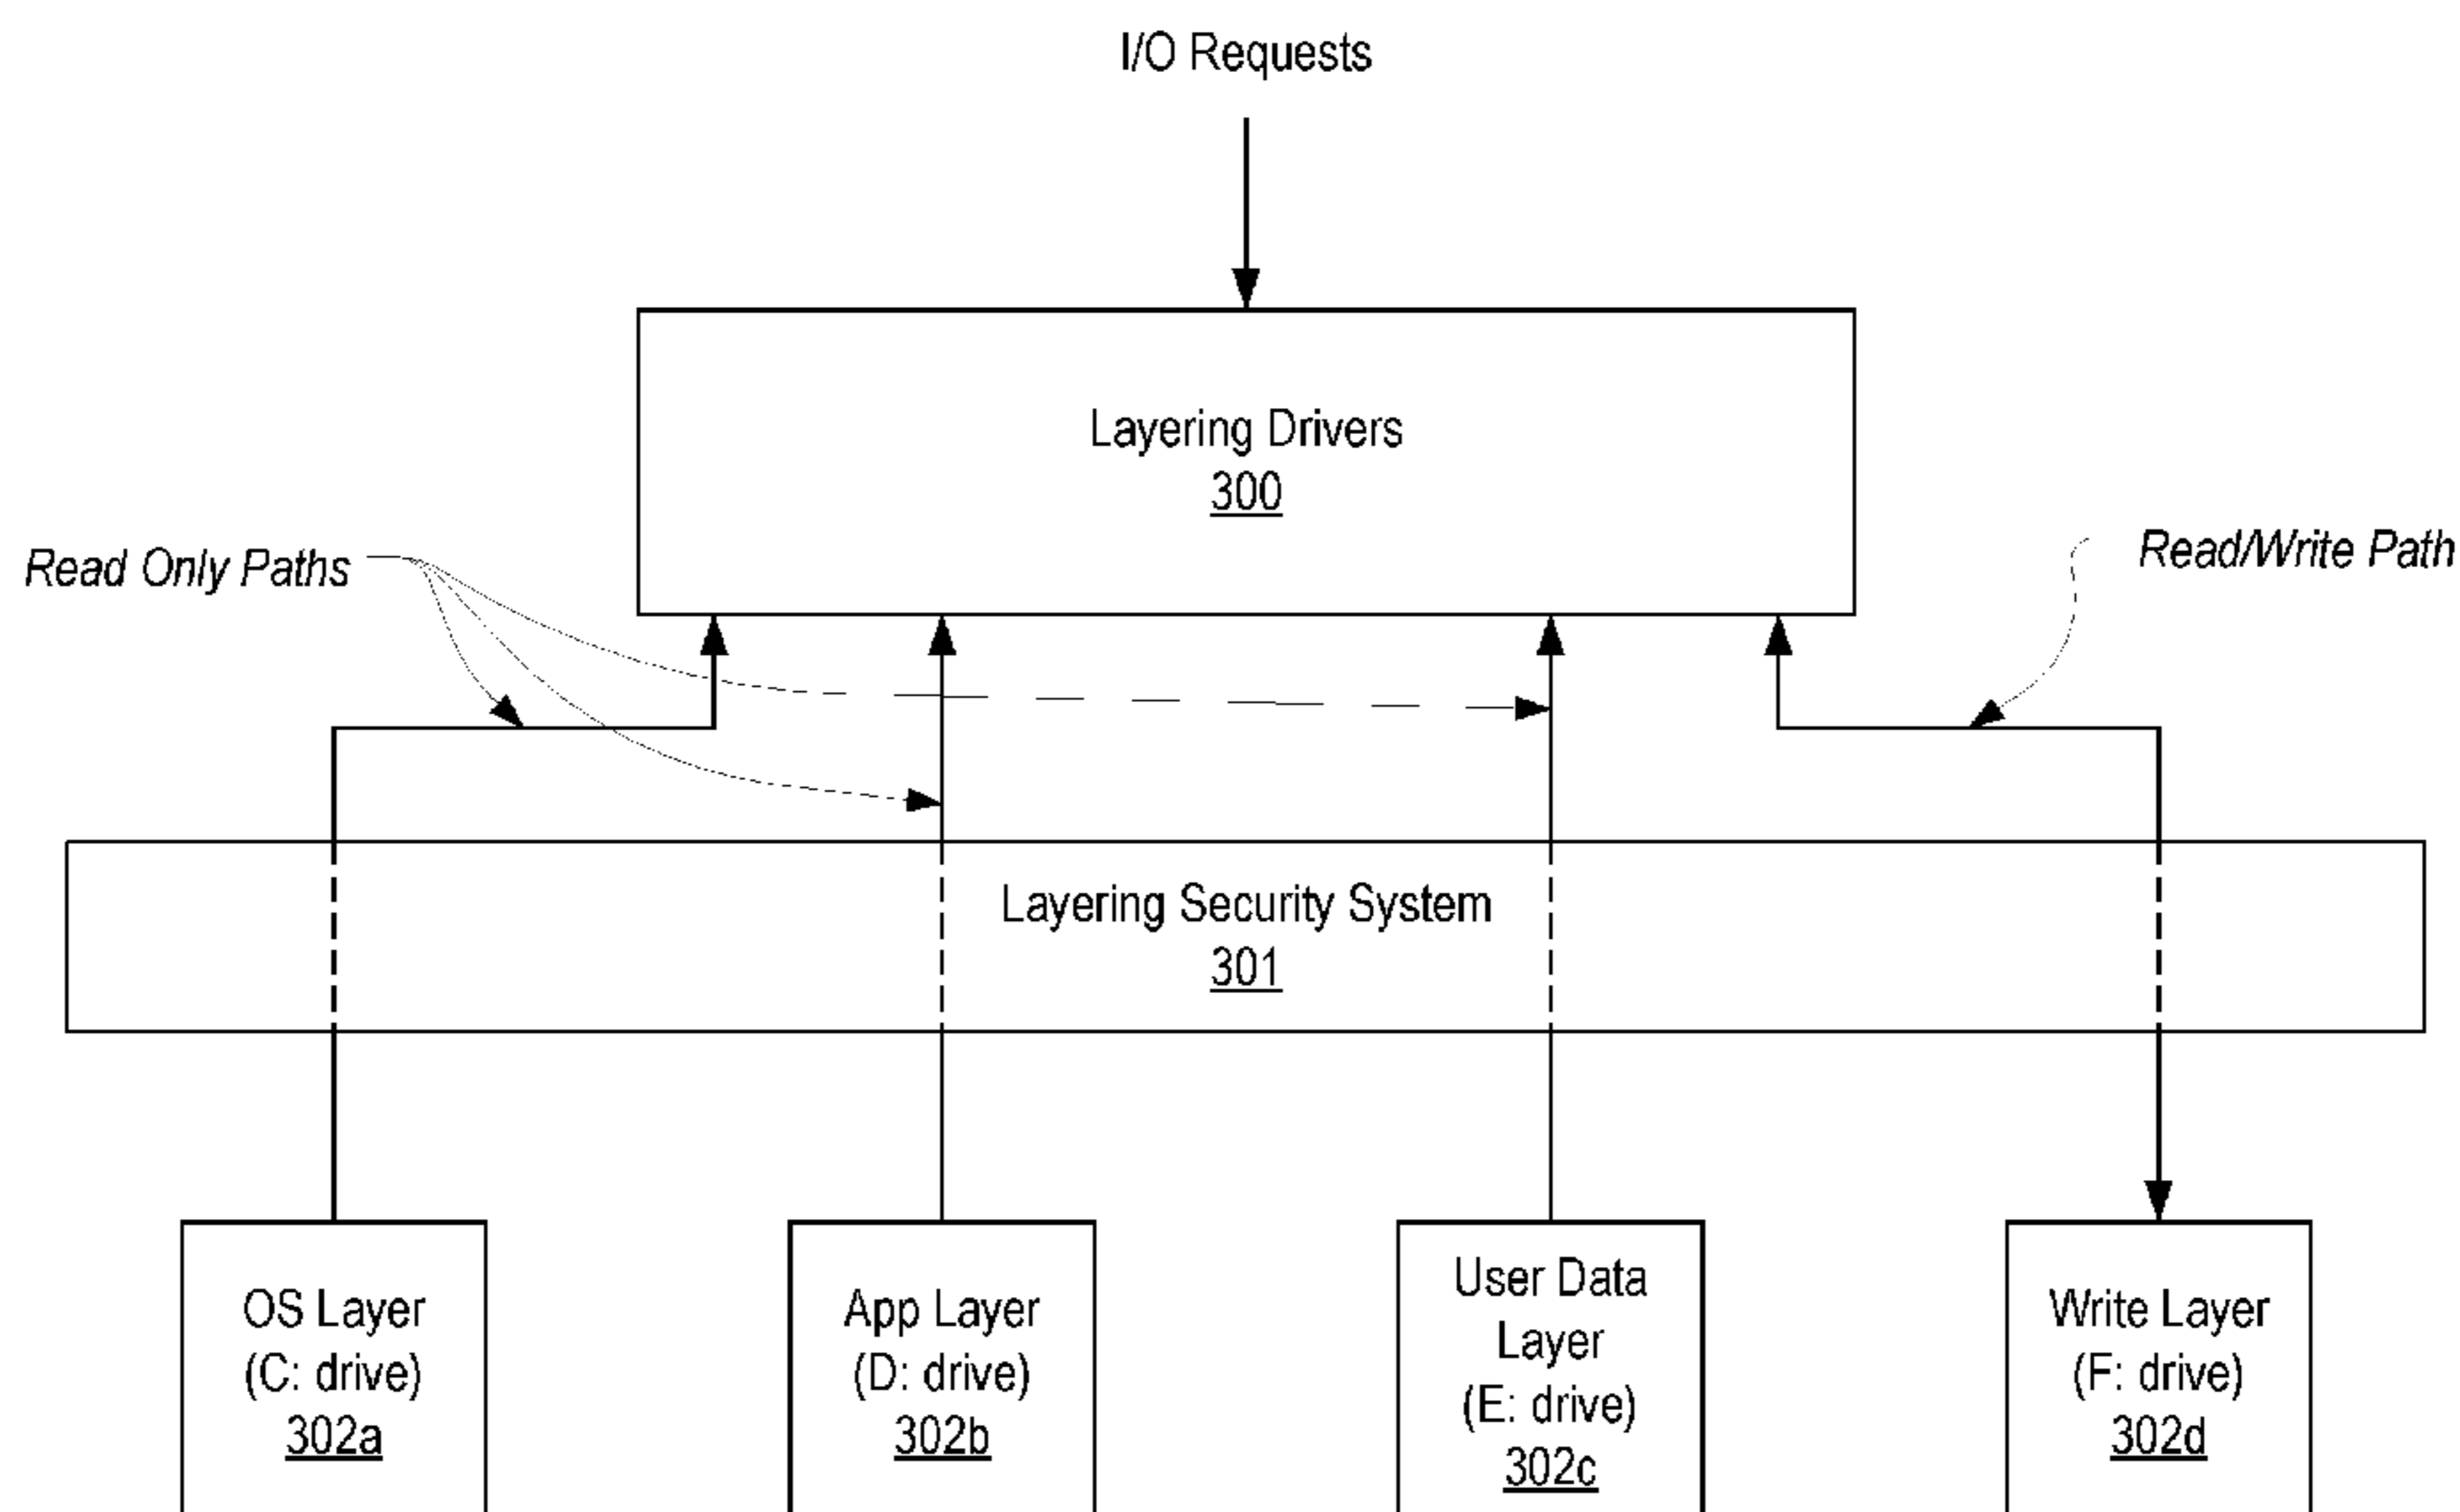 I/O Requests
Layering Drivers
300
Read Only Paths
Read/Write Path
Layering Security System
301
OS Layer
(C: drive)
302a
App Layer
(D: drive)
302b
User Data
Layer
(E: drive)
302c
Write Layer
(F: drive)
302d